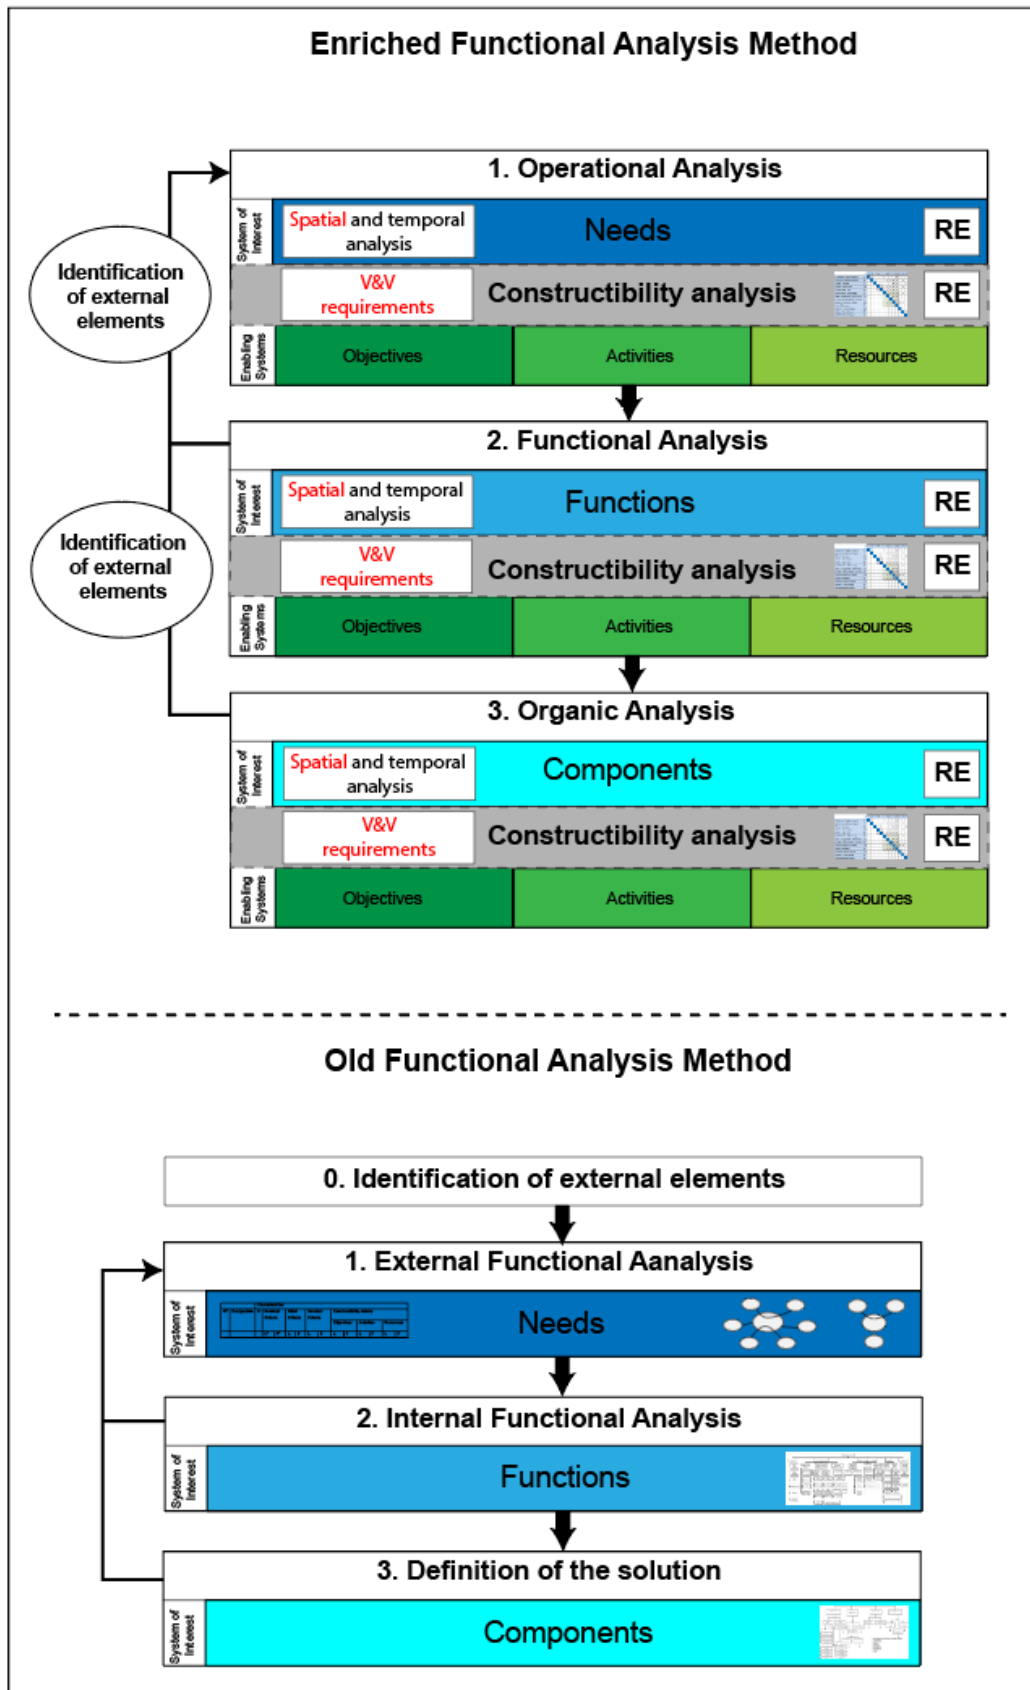 Enriched Functional Analysis Method
1. Operational Analysis
System of
Interest
Spatial and temporal
analysis
Needs
RE
Identification
of external
elements
V&V
requirements
Constructibility analysis
RE
Enabling
Systems
Objectives
Activities
Resources
2. Functional Analysis
System of
Interest
Spatial and temporal
analysis
Functions
RE
Identification
of external
elements
V&V
requirements
Constructibility analysis
RE
Enabling
Systems
Objectives
Activities
Resources
3. Organic Analysis
System of
Interest
Spatial and temporal
analysis
Components
RE
V&V
requirements
Constructibility analysis
RE
Enabling
Systems
Objectives
Activities
Resources
Old Functional Analysis Method
0. Identification of external elements
1. External Functional Aanalysis
System of
Interest
Needs
2. Internal Functional Analysis
System of
Interest
Functions
3. Definition of the solution
System of
Interest
Components